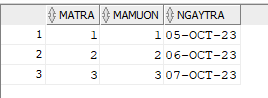 MATRA MAMUON NGAYTRA
1 1 1 05-OCT-23
2 2 2 06-OCT-23
3 3 3 07-OCT-23